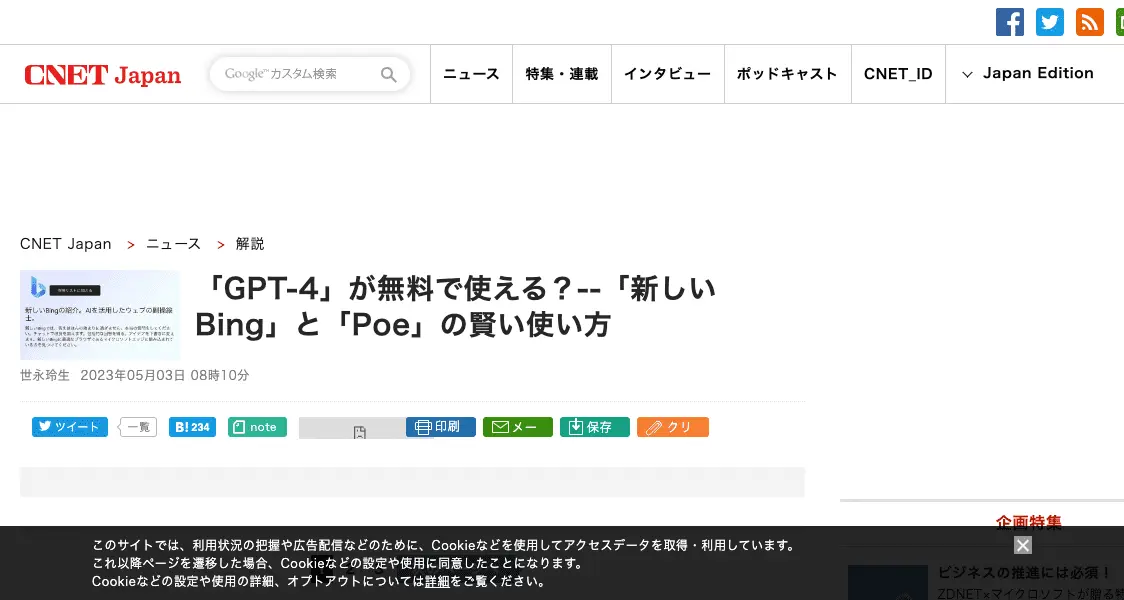 CNET Japan
Google™ カスタム検索
ニュース
特集・連載
インタビュー
ポッドキャスト
CNET_ID
Japan Edition
CNET Japan > ニュース > 解説
新しいBingの紹介。AIを活用したウェブの副操縦士。
「GPT-4」が無料で使える？--「新しい
Bing」と「Poe」の賢い使い方
世永玲生 2023年05月03日 08時10分
ツイート
一覧
B! 234
note
印刷
メー
保存
クリ
企画特集
このサイトでは、利用状況の把握や広告配信などのために、Cookieなどを使用してアクセスデータを取得・利用しています。
これ以降ページを遷移した場合、Cookieなどの設定や使用に同意したことになります。
Cookieなどの設定や使用の詳細、オプトアウトについては詳細をご覧ください。
ビジネスの推進には必須！
ZDNET×マイクロソフトが贈る特